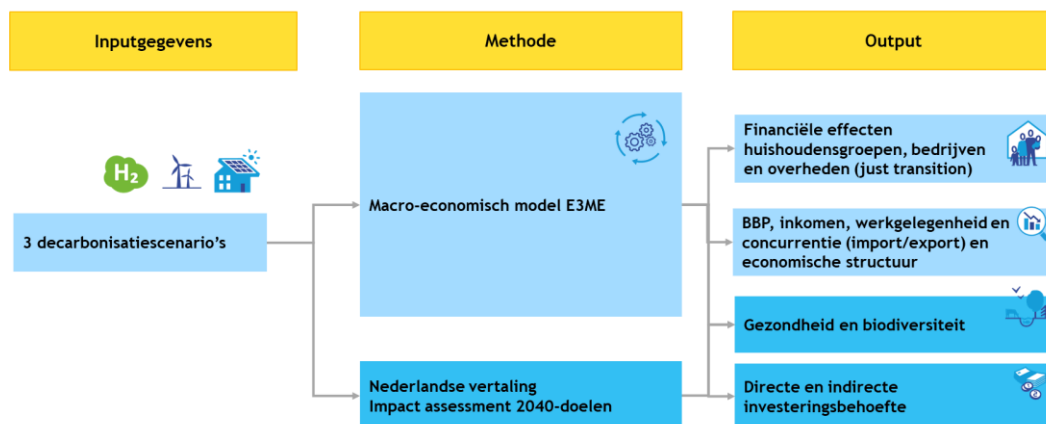 Inputgegevens
Methode
Output
Financiële effecten
huishoudensgroepen, bedrijven
en overheden (just transition)
H2
3 decarbonisatiescenario's
Macro-economisch model E3ME
BBP, inkomen, werkgelegenheid en
concurrentie (import/export) en
economische structuur
Gezondheid en biodiversiteit
Nederlandse vertaling
Impact assessment 2040-doelen
Directe en indirecte
investeringsbehoefte